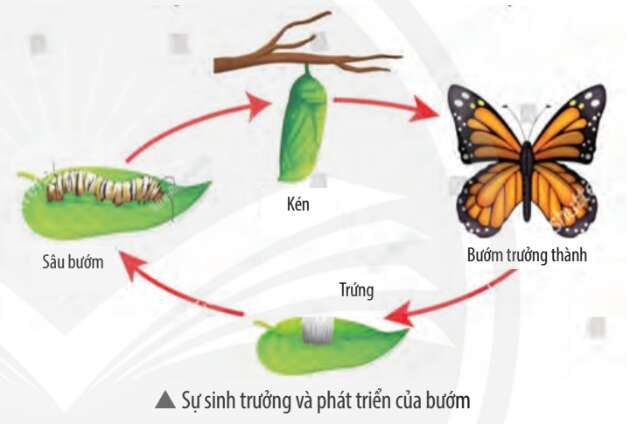 Kén
Sâu bướm
Bướm trưởng thành
Trứng
▲ Sự sinh trưởng và phát triển của bướm